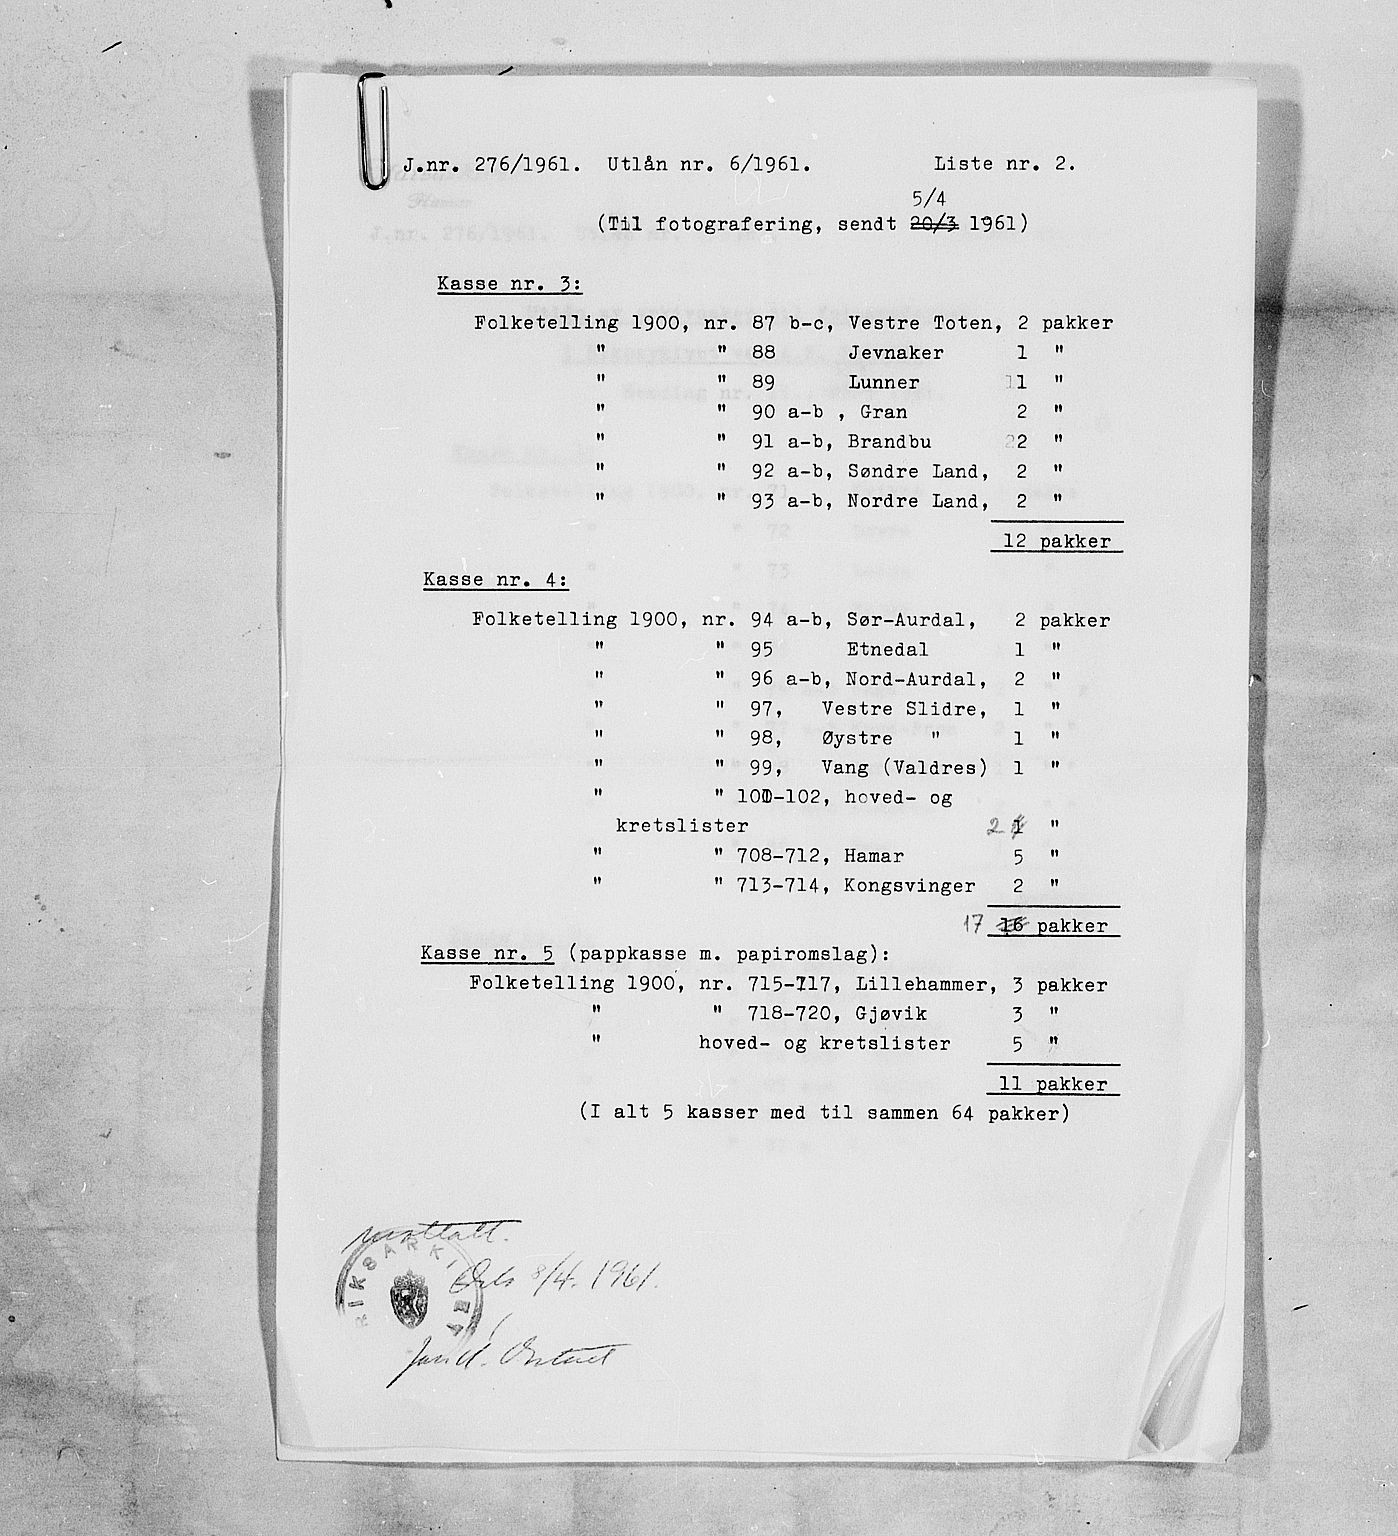 J.nr. 276/1961. Utlån nr. 6/1961. Liste nr. 2.
5/4
(Til fotografering, sendt 20/3 1961)
Kasse nr. 3:
Folketelling 1900, nr. 87 b-c, Vestre Toten, 2 pakker
" " 88 Jevnaker 1 "
" " 89 Lunner 1 "
" " 90 a-b , Gran 2 "
" " 91 a-b, Brandbu 2 "
" " 92 a-b, Søndre Land, 2 "
" " 93 a-b, Nordre Land, 2 "
12 pakker
Kasse nr. 4:
Folketelling 1900, nr. 94 a-b, Sør-Aurdal, 2 pakker
" " 95 Etnedal 1 "
" " 96 a-b, Nord-Aurdal, 2 "
" " 97, Vestre Slidre, 1 "
" " 98, Øystre " 1 "
" " 99, Vang (Valdres) 1 "
" " 100-102, hoved- og
kretslister 2 1 "
" " 708-712, Hamar 5 "
" " 713-714, Kongsvinger 2 "
17 16 pakker
Kasse nr. 5 (pappkasse m. papiromslag):
Folketelling 1900, nr. 715-717, Lillehammer, 3 pakker
" " 718-720, Gjøvik 3 "
" hoved- og kretslister 5 "
11 pakker
(I alt 5 kasser med til sammen 64 pakker)
mottatt.
RIKSARKIVET
Oslo 8/4. 1961.